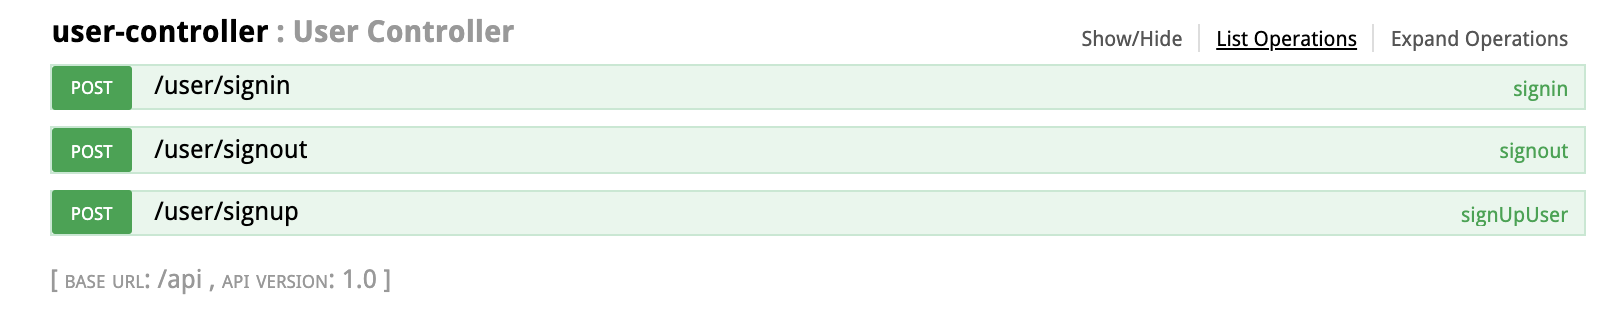 user-controller : User Controller
Show/Hide List Operations Expand Operations
POST /user/signin signin
POST /user/signout signout
POST /user/signup signUpUser
[ BASE URL: /api , API VERSION: 1.0 ]